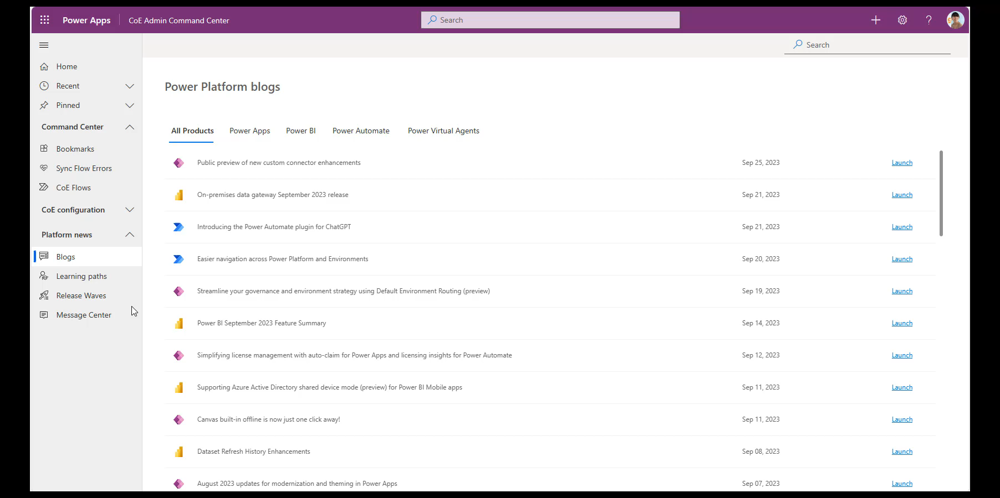 Power Apps
CoE Admin Command Center
Search
?
Search
Home
Recent
Pinned
Command Center
Bookmarks
Sync Flow Errors
CoE Flows
CoE configuration
Platform news
Blogs
Learning paths
Release Waves
Message Center
Power Platform blogs
All Products Power Apps Power BI Power Automate Power Virtual Agents
Public preview of new custom connector enhancements Sep 25, 2023 Launch
On-premises data gateway September 2023 release Sep 21, 2023 Launch
Introducing the Power Automate plugin for ChatGPT Sep 21, 2023 Launch
Easier navigation across Power Platform and Environments Sep 20, 2023 Launch
Streamline your governance and environment strategy using Default Environment Routing (preview) Sep 19, 2023 Launch
Power BI September 2023 Feature Summary Sep 14, 2023 Launch
Simplifying license management with auto-claim for Power Apps and licensing insights for Power Automate Sep 12, 2023 Launch
Supporting Azure Active Directory shared device mode (preview) for Power BI Mobile apps Sep 11, 2023 Launch
Canvas built-in offline is now just one click away! Sep 11, 2023 Launch
Dataset Refresh History Enhancements Sep 08, 2023 Launch
August 2023 updates for modernization and theming in Power Apps Sep 07, 2023 Launch